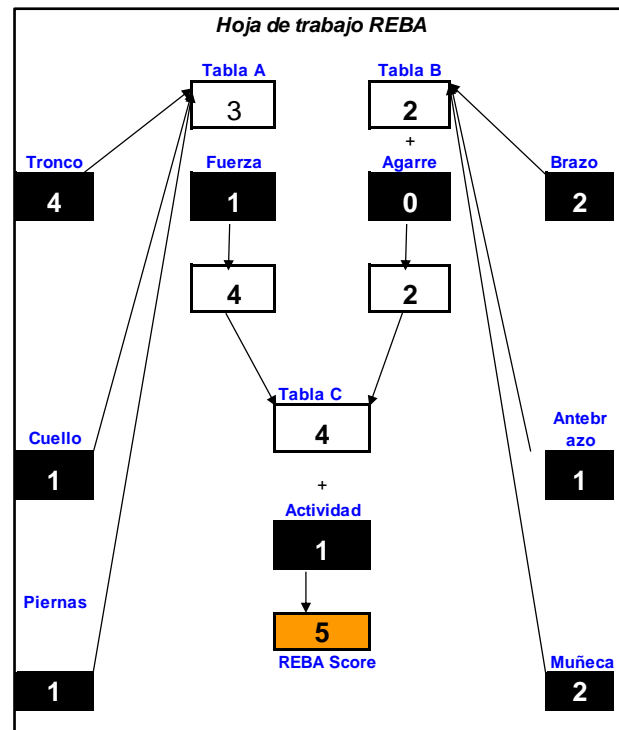 Hoja de trabajo REBA
Tabla A Tabla B
3 2
+
Tronco Fuerza Agarre Brazo
4 1 0 2
4 2
Tabla C
4
Cuello Antebr
azo
1 1
+
Actividad
1
Piernas
5
REBA Score Muñeca
1 2